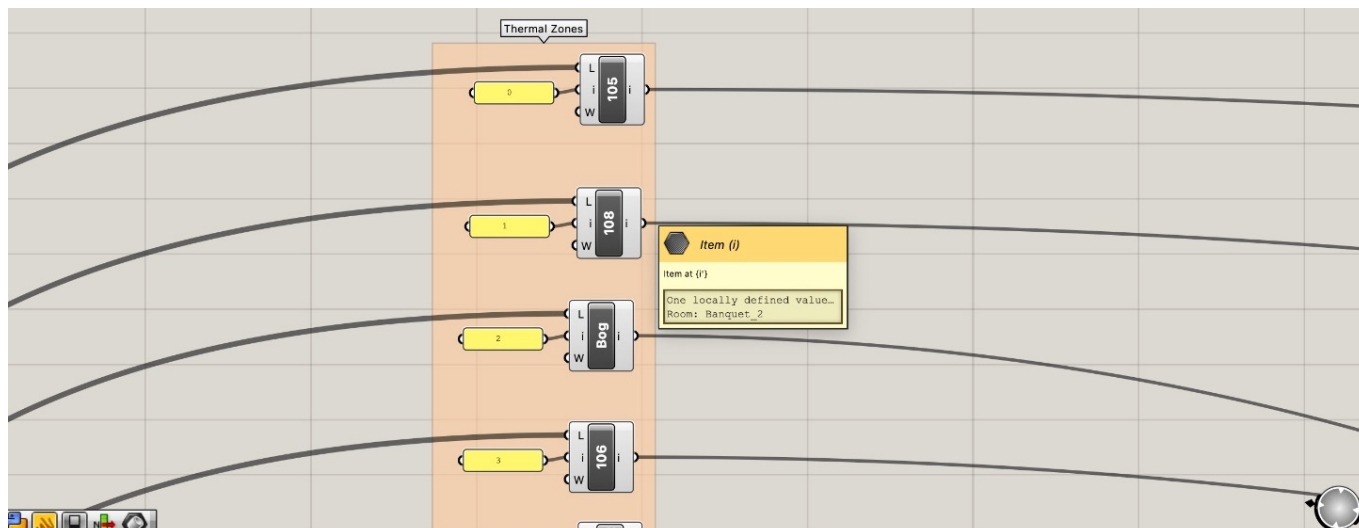 Thermal Zones
L
0 i 105 i
W
L
1 i 108 i
W
Item (i)
Item at {i'}
One locally defined value…
Room: Banquet_2
L
2 i Bog i
W
L
3 i 106 i
W
N